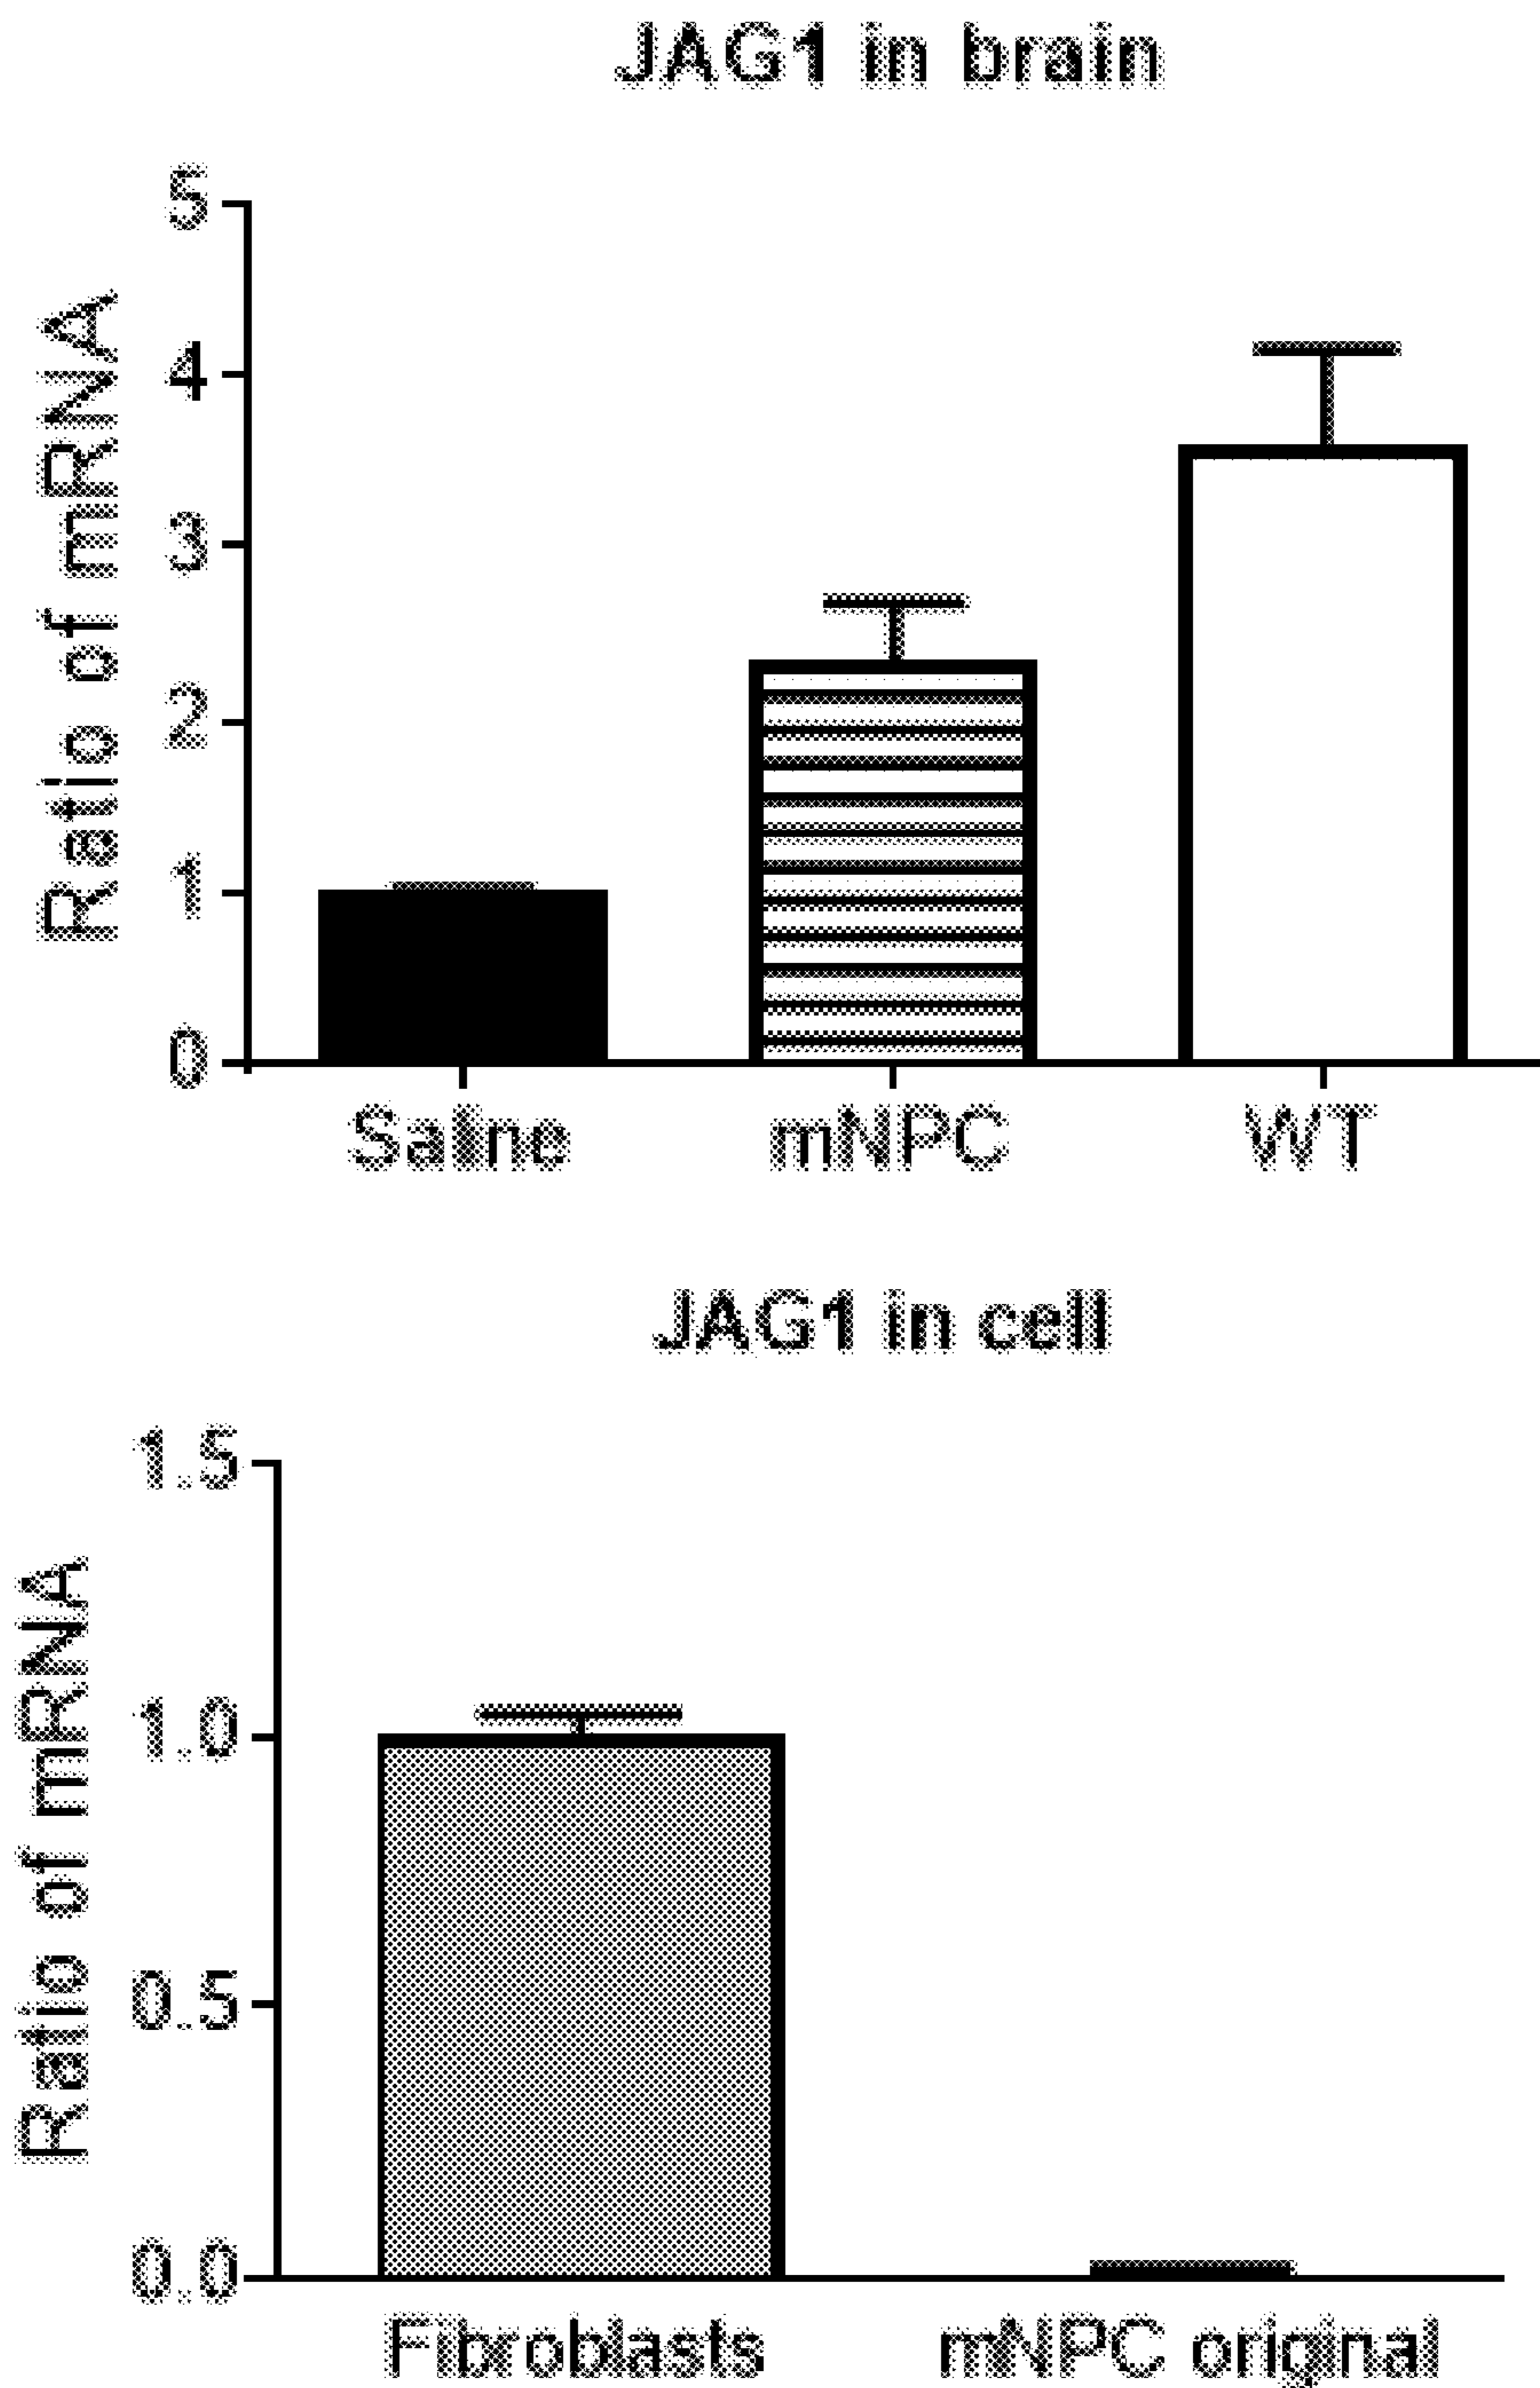 JAG1 in brain
Ratio of mRNA
5
4
3
2
1
0
Saline mNPC WT
JAG1 in cell
Ratio of mRNA
1.5
1.0
0.5
0.0
Fibroblasts mNPC original